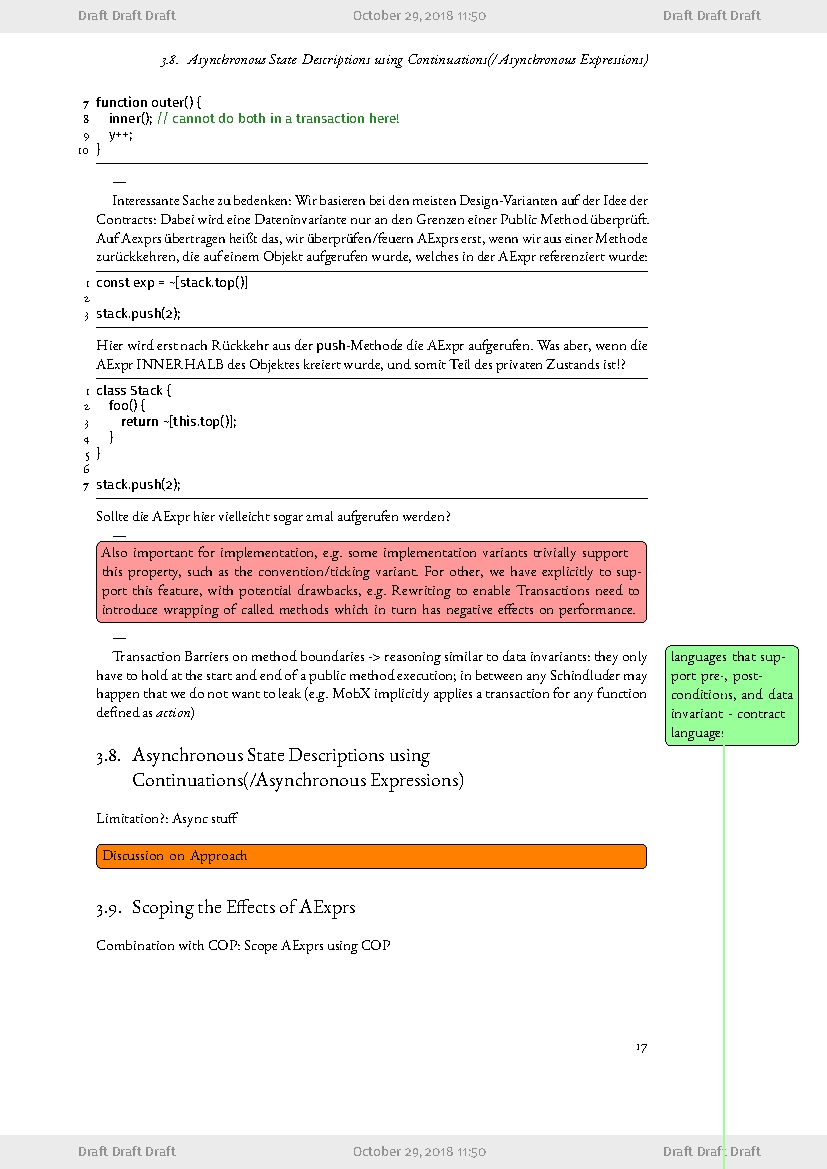 Draft Draft Draft October 29, 2018 11:50 Draft Draft Draft
3.8. Asynchronous State Descriptions using Continuations(/Asynchronous Expressions)
7 function outer() {
8 inner(); // cannot do both in a transaction here!
9 y++;
10 }
—
Interessante Sache zu bedenken: Wir basieren bei den meisten Design-Varianten auf der Idee der
Contracts: Dabei wird eine Dateninvariante nur an den Grenzen einer Public Method überprüft.
Auf Aexprs übertragen heißt das, wir überprüfen/feuern AExprs erst, wenn wir aus einer Methode
zurückkehren, die auf einem Objekt aufgerufen wurde, welches in der AExpr referenziert wurde:
1 const exp = ~[stack.top()]
2
3 stack.push(2);
Hier wird erst nach Rückkehr aus der push-Methode die AExpr aufgerufen. Was aber, wenn die
AExpr INNERHALB des Objektes kreiert wurde, und somit Teil des privaten Zustands ist!?
1 class Stack {
2 foo() {
3 return ~[this.top()];
4 }
5 }
6
7 stack.push(2);
Sollte die AExpr hier vielleicht sogar 2mal aufgerufen werden?
—
Also important for implementation, e.g. some implementation variants trivially support
this property, such as the convention/ticking variant. For other, we have explicitly to sup-
port this feature, with potential drawbacks, e.g. Rewriting to enable Transactions need to
introduce wrapping of called methods which in turn has negative effects on performance.
—
Transaction Barriers on method boundaries -> reasoning similar to data invariants: they only
have to hold at the start and end of a public method execution; in between any Schindluder may
happen that we do not want to leak (e.g. MobX implicitly applies a transaction for any function
defined as action)
languages that sup-
port pre-, post-
conditions, and data
invariant - contract
languages
3.8. Asynchronous State Descriptions using
Continuations(/Asynchronous Expressions)
Limitation?: Async stuff
Discussion on Approach
3.9. Scoping the Effects of AExprs
Combination with COP: Scope AExprs using COP
17
Draft Draft Draft October 29, 2018 11:50 Draft Draft Draft